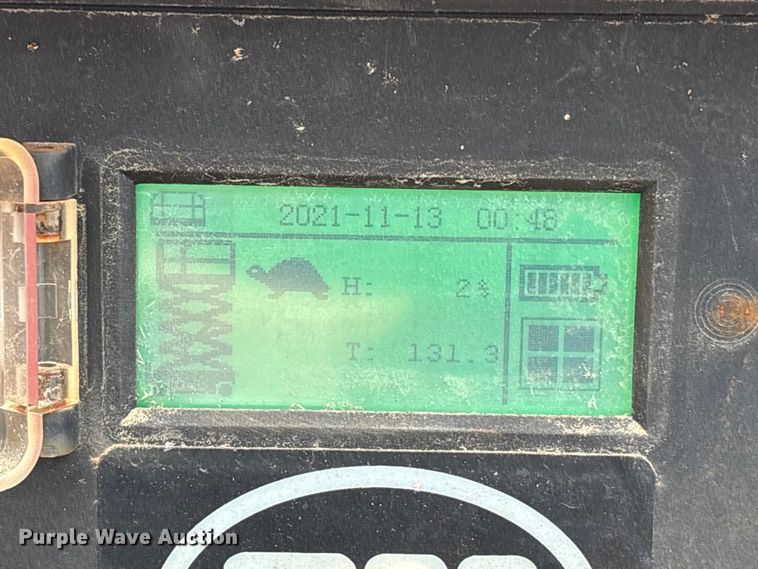 2021-11-13 00:48
H: 2%
T: 131.3
Purple Wave Auction